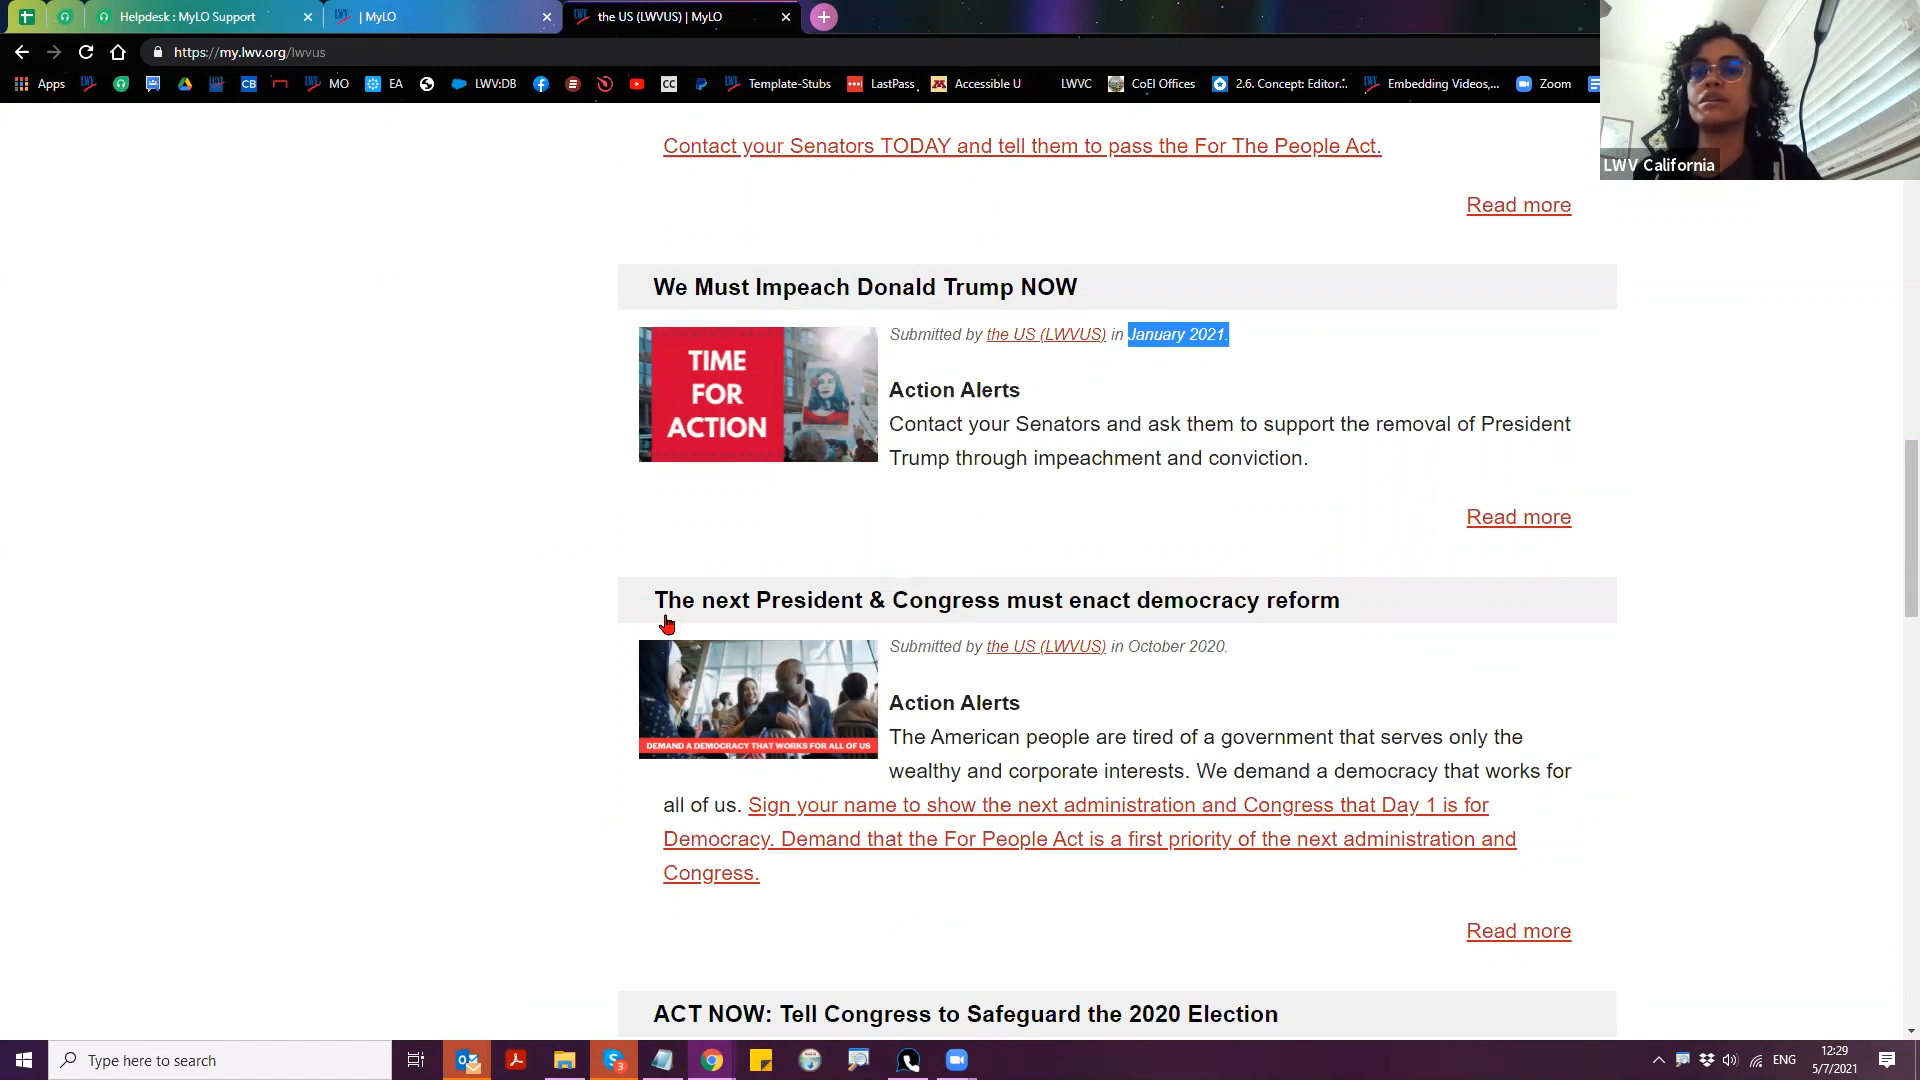 Helpdesk : MyLO Support
| MyLO
the US (LWVUS) | MyLO
https://my.lwv.org/lwvus
Apps
CB
MO
EA
LWV:DB
CC
Template-Stubs
LastPass
Accessible U
LWVC
CoEI Offices
2.6. Concept: Editor...
Embedding Videos,...
Zoom
LWV California
Contact your Senators TODAY and tell them to pass the For The People Act.
Read more
We Must Impeach Donald Trump NOW
Submitted by the US (LWVUS) in January 2021.
TIME
FOR
ACTION
Action Alerts
Contact your Senators and ask them to support the removal of President
Trump through impeachment and conviction.
Read more
The next President & Congress must enact democracy reform
Submitted by the US (LWVUS) in October 2020.
DEMAND A DEMOCRACY THAT WORKS FOR ALL OF US
Action Alerts
The American people are tired of a government that serves only the
wealthy and corporate interests. We demand a democracy that works for
all of us. Sign your name to show the next administration and Congress that Day 1 is for
Democracy. Demand that the For People Act is a first priority of the next administration and
Congress.
Read more
ACT NOW: Tell Congress to Safeguard the 2020 Election
Type here to search
3
ENG
12:29
5/7/2021